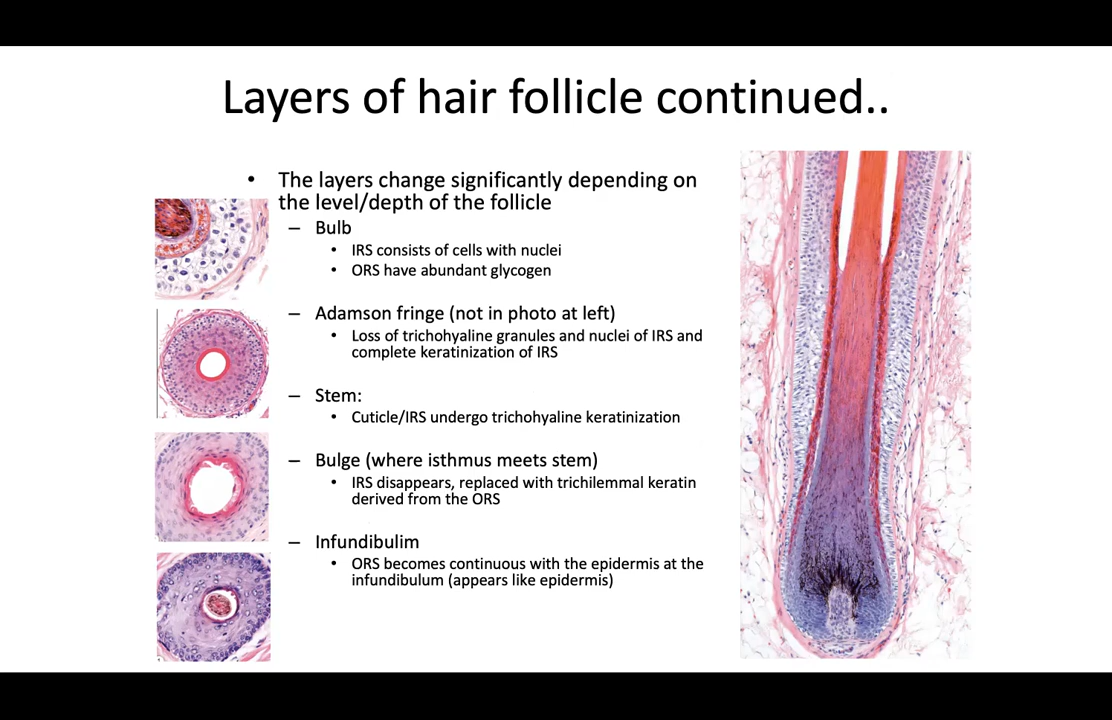 Layers of hair follicle continued..
• The layers change significantly depending on
the level/depth of the follicle
– Bulb
• IRS consists of cells with nuclei
• ORS have abundant glycogen
– Adamson fringe (not in photo at left)
• Loss of trichohyaline granules and nuclei of IRS and
complete keratinization of IRS
– Stem:
• Cuticle/IRS undergo trichohyaline keratinization
– Bulge (where isthmus meets stem)
• IRS disappears, replaced with trichilemmal keratin
derived from the ORS
– Infundibulim
• ORS becomes continuous with the epidermis at the
infundibulum (appears like epidermis)